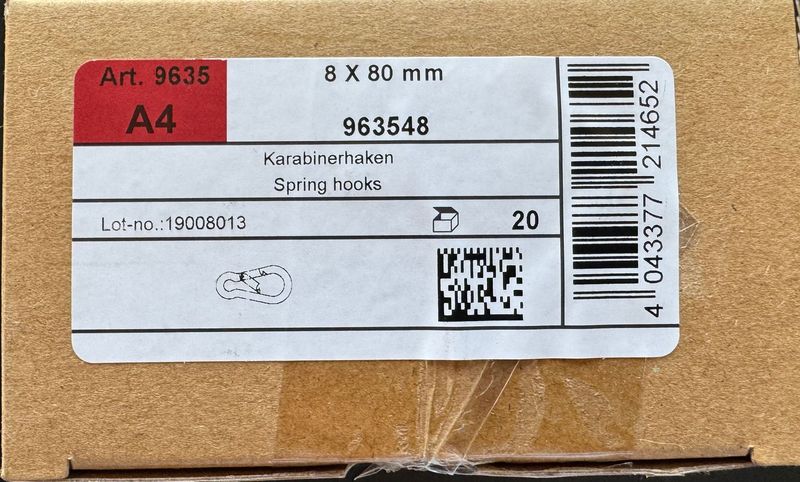 Art. 9635
A4
8 X 80 mm
963548
Karabinerhaken
Spring hooks
Lot-no.:19008013
20
4 043377 214652